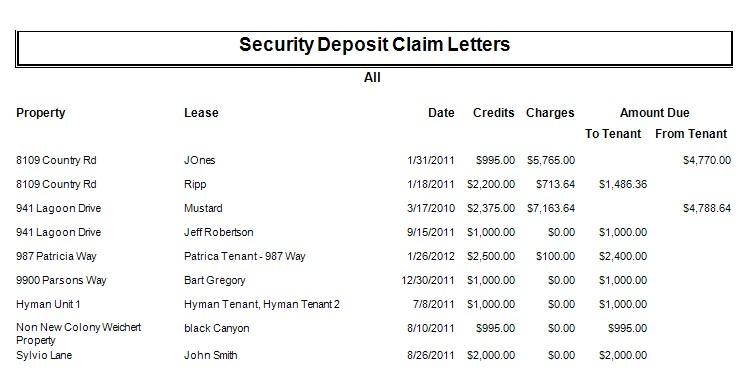 Security Deposit Claim Letters
All
Property Lease Date Credits Charges Amount Due
To Tenant From Tenant
8109 Country Rd JOnes 1/31/2011 $995.00 $5,765.00 $4,770.00
8109 Country Rd Ripp 1/18/2011 $2,200.00 $713.64 $1,486.36
941 Lagoon Drive Mustard 3/17/2010 $2,375.00 $7,163.64 $4,788.64
941 Lagoon Drive Jeff Robertson 9/15/2011 $1,000.00 $0.00 $1,000.00
987 Patricia Way Patrica Tenant - 987 Way 1/26/2012 $2,500.00 $100.00 $2,400.00
9900 Parsons Way Bart Gregory 12/30/2011 $1,000.00 $0.00 $1,000.00
Hyman Unit 1 Hyman Tenant, Hyman Tenant 2 7/8/2011 $1,000.00 $0.00 $1,000.00
Non New Colony Weichert black Canyon 8/10/2011 $995.00 $0.00 $995.00
Property
Sylvio Lane John Smith 8/26/2011 $2,000.00 $0.00 $2,000.00